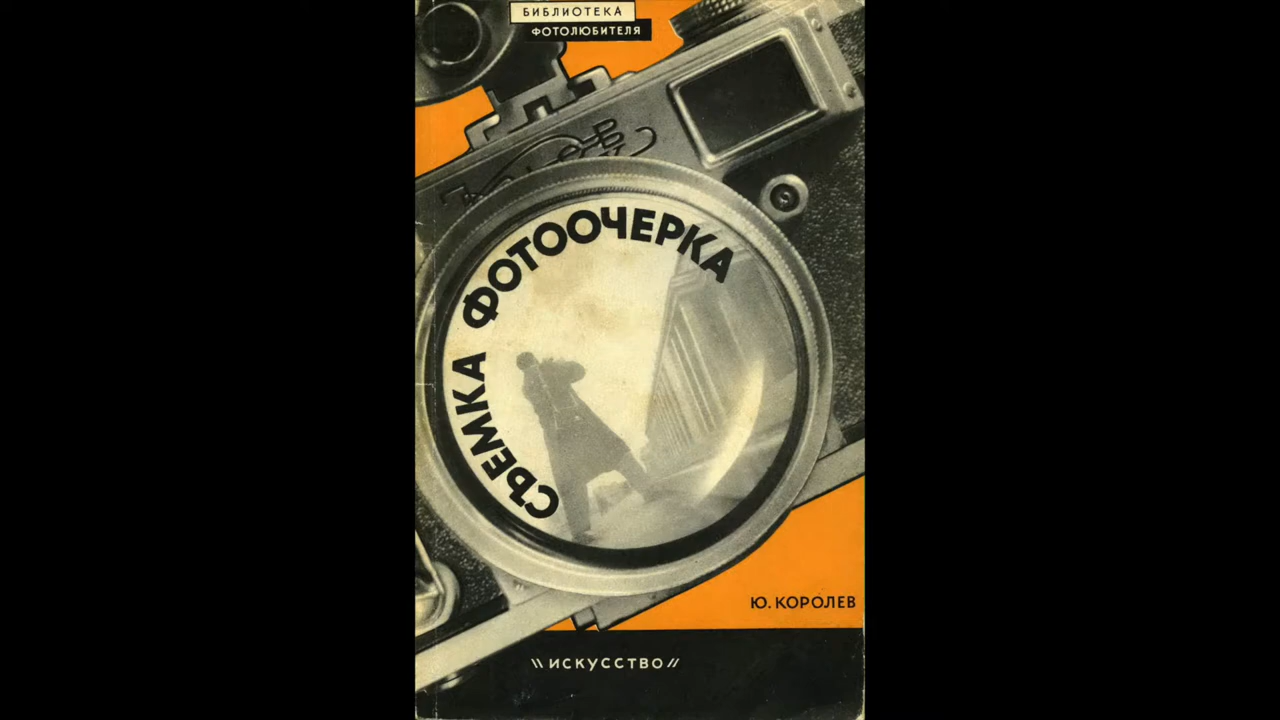 БИБЛИОТЕКА
ФОТОЛЮБИТЕЛЯ
СЪЕМКА ФОТООЧЕРКА
Ю. КОРОЛЕВ
"ИСКУССТВО"